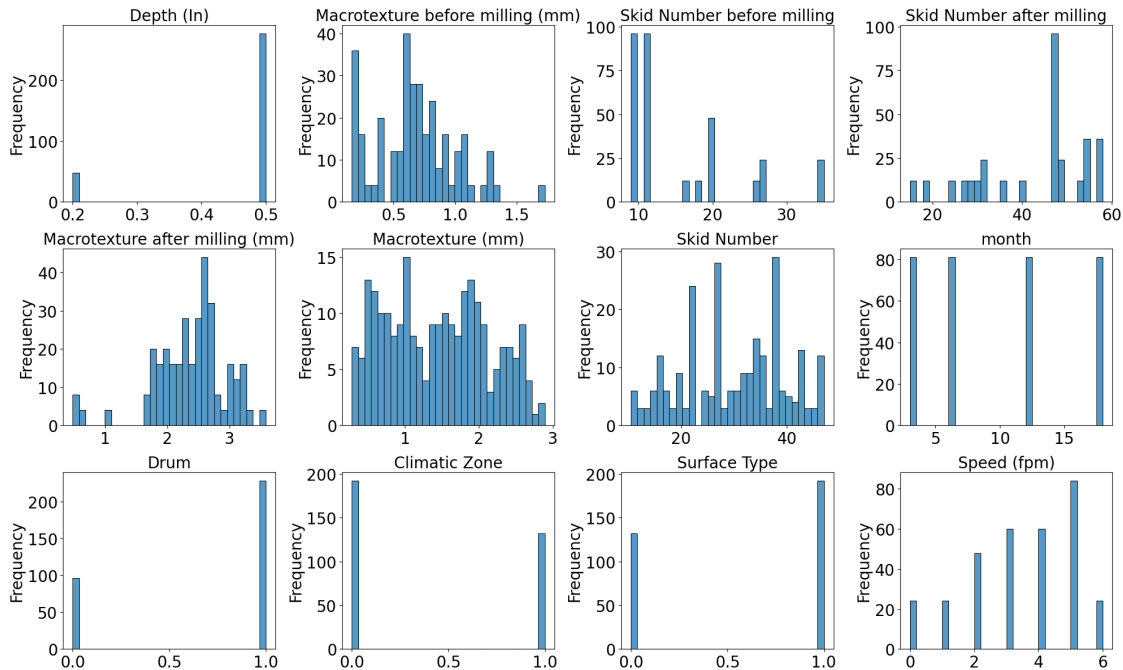 Depth (In)
Frequency
200
100
0
0.2 0.3 0.4 0.5
Macrotexture before milling (mm)
Frequency
40
30
20
10
0
0.5 1.0 1.5
Skid Number before milling
Frequency
100
75
50
25
0
10 20 30
Skid Number after milling
Frequency
100
75
50
25
0
20 40 60
Macrotexture after milling (mm)
Frequency
40
30
20
10
0
1 2 3
Macrotexture (mm)
Frequency
15
10
5
0
1 2 3
Skid Number
Frequency
30
20
10
0
20 40
month
Frequency
80
60
40
20
0
5 10 15
Drum
Frequency
200
150
100
50
0
0.0 0.5 1.0
Climatic Zone
Frequency
200
150
100
50
0
0.0 0.5 1.0
Surface Type
Frequency
200
150
100
50
0
0.0 0.5 1.0
Speed (fpm)
Frequency
80
60
40
20
0
0 2 4 6